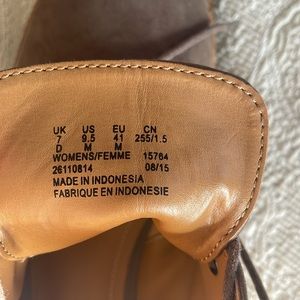 UK US EU CN
7 9.5 41 255/1.5
D M M
WOMENS/FEMME 15764
26110814 08/15
MADE IN INDONESIA
FABRIQUE EN INDONESIE